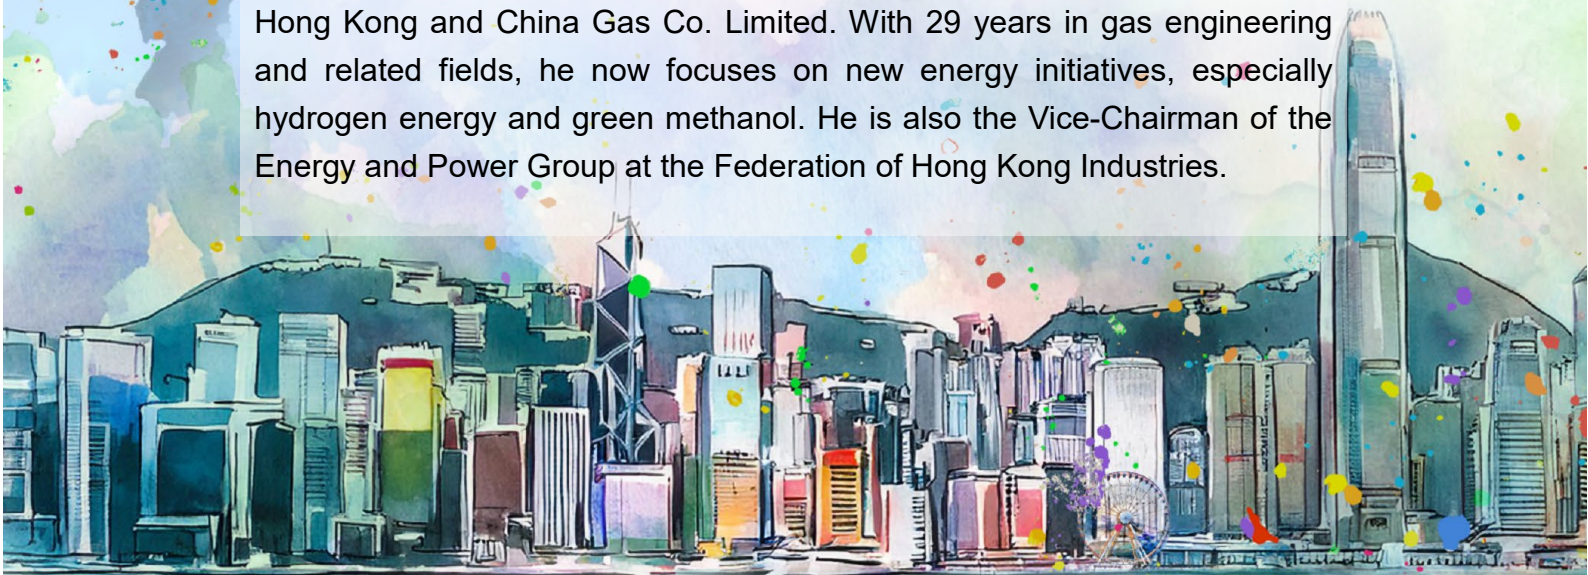 Hong Kong and China Gas Co. Limited. With 29 years in gas engineering
and related fields, he now focuses on new energy initiatives, especially
hydrogen energy and green methanol. He is also the Vice-Chairman of the
Energy and Power Group at the Federation of Hong Kong Industries.